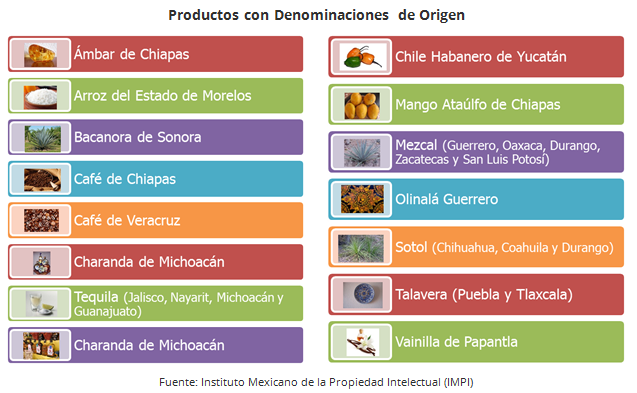 Productos con Denominaciones de Origen
Ámbar de Chiapas
Arroz del Estado de Morelos
Bacanora de Sonora
Café de Chiapas
Café de Veracruz
Charanda de Michoacán
Tequila (Jalisco, Nayarit, Michoacán y
Guanajuato)
Charanda de Michoacán
Chile Habanero de Yucatán
Mango Ataúlfo de Chiapas
Mezcal (Guerrero, Oaxaca, Durango,
Zacatecas y San Luis Potosí)
Olinalá Guerrero
Sotol (Chihuahua, Coahuila y Durango)
Talavera (Puebla y Tlaxcala)
Vainilla de Papantla
Fuente: Instituto Mexicano de la Propiedad Intelectual (IMPI)